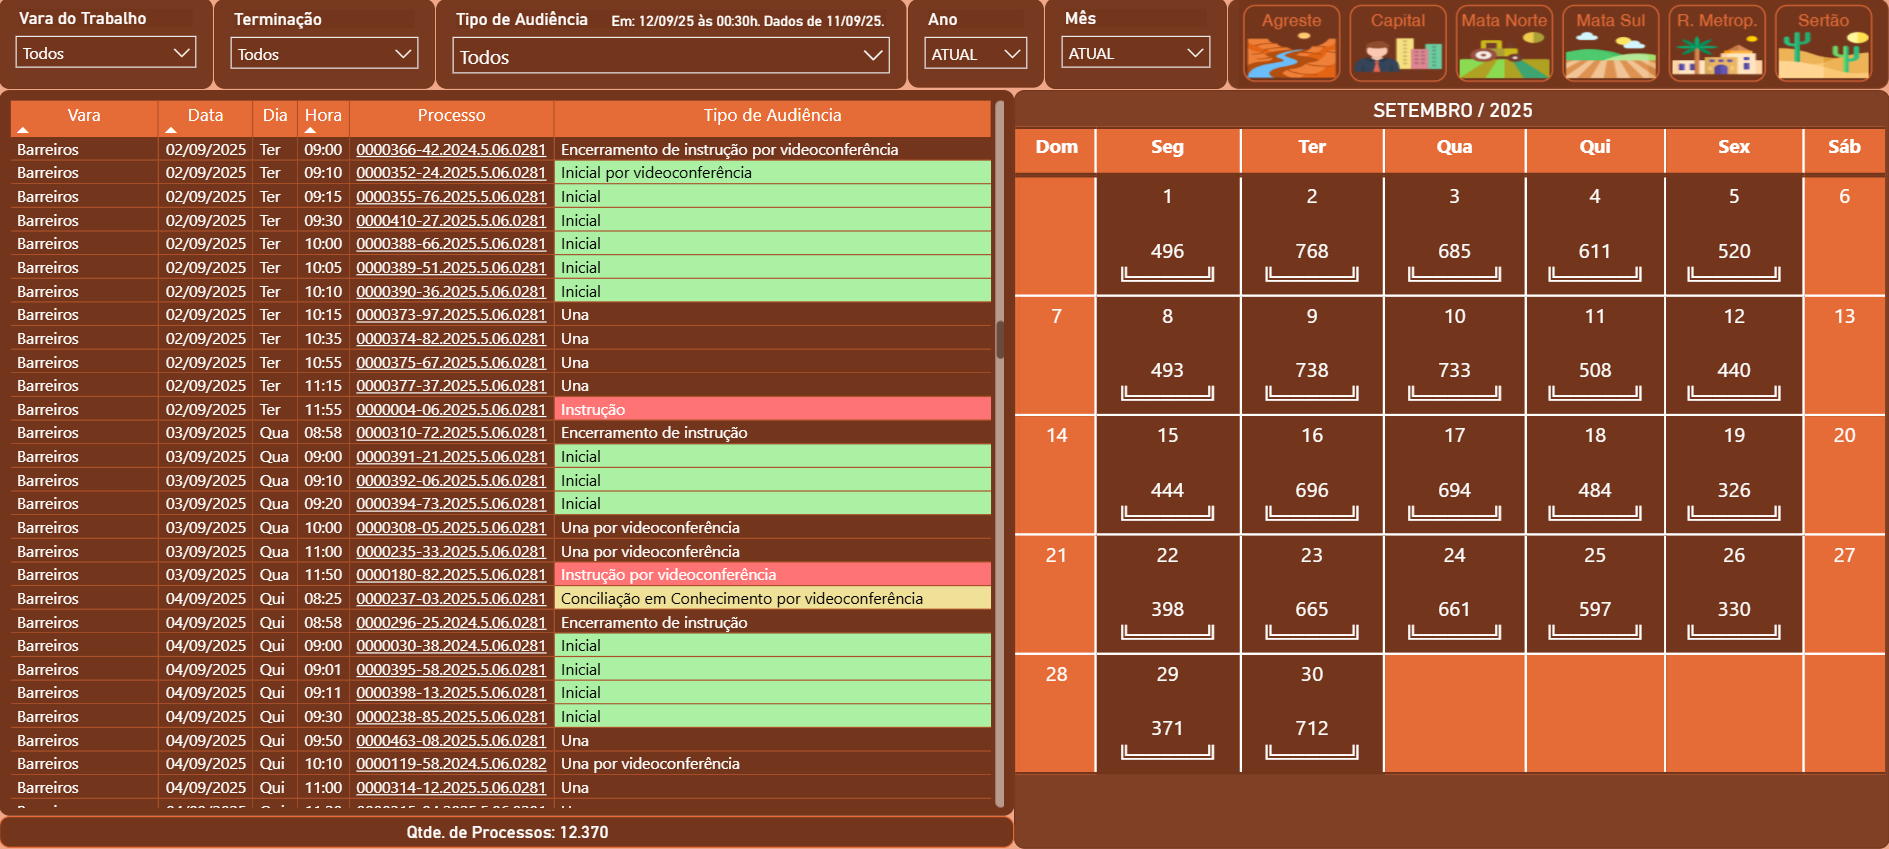 Vara do Trabalho
Todos
Terminação
Todos
Tipo de Audiência Em: 12/09/25 às 00:30h. Dados de 11/09/25.
Todos
Ano
ATUAL
Mês
ATUAL
Agreste Capital Mata Norte Mata Sul R. Metrop. Sertão
Vara Data Dia Hora Processo Tipo de Audiência
Barreiros 02/09/2025 Ter 09:00 0000366-42.2024.5.06.0281 Encerramento de instrução por videoconferência
Barreiros 02/09/2025 Ter 09:10 0000352-24.2025.5.06.0281 Inicial por videoconferência
Barreiros 02/09/2025 Ter 09:15 0000355-76.2025.5.06.0281 Inicial
Barreiros 02/09/2025 Ter 09:30 0000410-27.2025.5.06.0281 Inicial
Barreiros 02/09/2025 Ter 10:00 0000388-66.2025.5.06.0281 Inicial
Barreiros 02/09/2025 Ter 10:05 0000389-51.2025.5.06.0281 Inicial
Barreiros 02/09/2025 Ter 10:10 0000390-36.2025.5.06.0281 Inicial
Barreiros 02/09/2025 Ter 10:15 0000373-97.2025.5.06.0281 Una
Barreiros 02/09/2025 Ter 10:35 0000374-82.2025.5.06.0281 Una
Barreiros 02/09/2025 Ter 10:55 0000375-67.2025.5.06.0281 Una
Barreiros 02/09/2025 Ter 11:15 0000377-37.2025.5.06.0281 Una
Barreiros 02/09/2025 Ter 11:55 0000004-06.2025.5.06.0281 Instrução
Barreiros 03/09/2025 Qua 08:58 0000310-72.2025.5.06.0281 Encerramento de instrução
Barreiros 03/09/2025 Qua 09:00 0000391-21.2025.5.06.0281 Inicial
Barreiros 03/09/2025 Qua 09:10 0000392-06.2025.5.06.0281 Inicial
Barreiros 03/09/2025 Qua 09:20 0000394-73.2025.5.06.0281 Inicial
Barreiros 03/09/2025 Qua 10:00 0000308-05.2025.5.06.0281 Una por videoconferência
Barreiros 03/09/2025 Qua 11:00 0000235-33.2025.5.06.0281 Una por videoconferência
Barreiros 03/09/2025 Qua 11:50 0000180-82.2025.5.06.0281 Instrução por videoconferência
Barreiros 04/09/2025 Qui 08:25 0000237-03.2025.5.06.0281 Conciliação em Conhecimento por videoconferência
Barreiros 04/09/2025 Qui 08:58 0000296-25.2024.5.06.0281 Encerramento de instrução
Barreiros 04/09/2025 Qui 09:00 0000030-38.2024.5.06.0281 Inicial
Barreiros 04/09/2025 Qui 09:01 0000395-58.2025.5.06.0281 Inicial
Barreiros 04/09/2025 Qui 09:11 0000398-13.2025.5.06.0281 Inicial
Barreiros 04/09/2025 Qui 09:30 0000238-85.2025.5.06.0281 Inicial
Barreiros 04/09/2025 Qui 09:50 0000463-08.2025.5.06.0281 Una
Barreiros 04/09/2025 Qui 10:10 0000119-58.2024.5.06.0282 Una por videoconferência
Barreiros 04/09/2025 Qui 11:00 0000314-12.2025.5.06.0281 Una
Qtde. de Processos: 12.370
SETEMBRO / 2025
Dom Seg Ter Qua Qui Sex Sáb
1 2 3 4 5 6
496 768 685 611 520
7 8 9 10 11 12 13
493 738 733 508 440
14 15 16 17 18 19 20
444 696 694 484 326
21 22 23 24 25 26 27
398 665 661 597 330
28 29 30
371 712